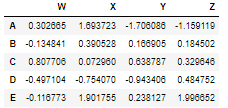 W X Y Z
A 0.302665 1.693723 -1.706086 -1.159119
B -0.134841 0.390528 0.166905 0.184502
C 0.807706 0.072960 0.638787 0.329646
D -0.497104 -0.754070 -0.943406 0.484752
E -0.116773 1.901755 0.238127 1.996652